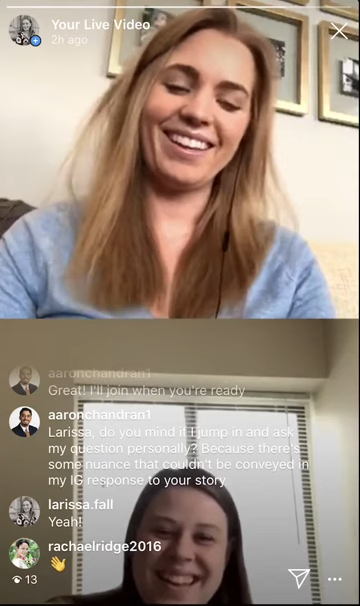 Your Live Video
2h ago
aaronchandran1
Great! I'll join when you're ready
aaronchandran1
Larissa, do you mind if I jump in and ask
my question personally? Because there's
some nuance that couldn't be conveyed in
my IG response to your story
larissa.fall
Yeah!
rachaelridge2016
👋
13